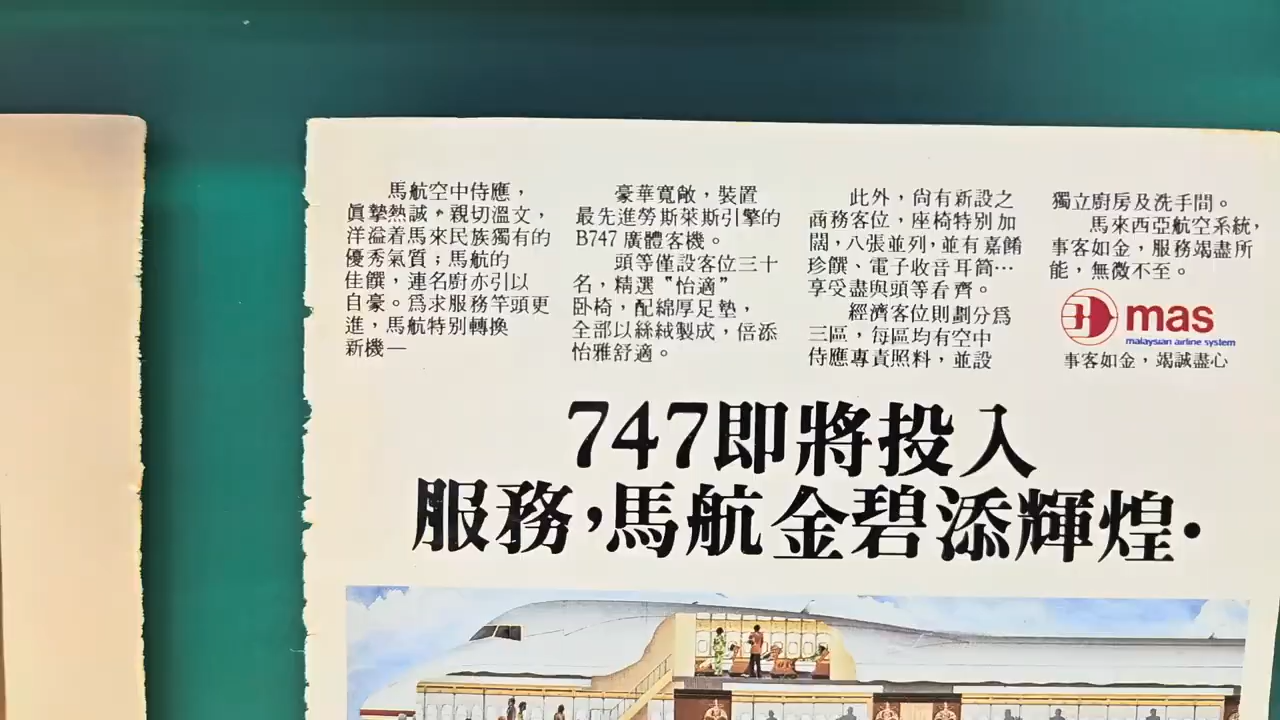 馬航空中侍應，
眞摯熱誠，親切溫文，
洋溢着馬來民族獨有的
優秀氣質；馬航的
佳饌，連名廚亦引以
自豪。爲求服務竿頭更
進，馬航特別轉換
新機—
豪華寬敞，裝置
最先進勞斯萊斯引擎的
B747 廣體客機。
頭等僅設客位三十
名，精選〝怡適〞
卧椅，配綿厚足墊，
全部以絲絨製成，倍添
怡雅舒適。
此外，尙有新設之
商務客位，座椅特別加
闊，八張並列，並有嘉餚
珍饌、電子收音耳筒…
享受盡與頭等看齊。
經濟客位則劃分爲
三區，每區均有空中
侍應專責照料，並設
獨立廚房及洗手間。
馬來西亞航空系統，
事客如金，服務竭盡所
能，無微不至。
mas
malaysian airline system
事客如金，竭誠盡心
747即將投入
服務，馬航金碧添輝煌．